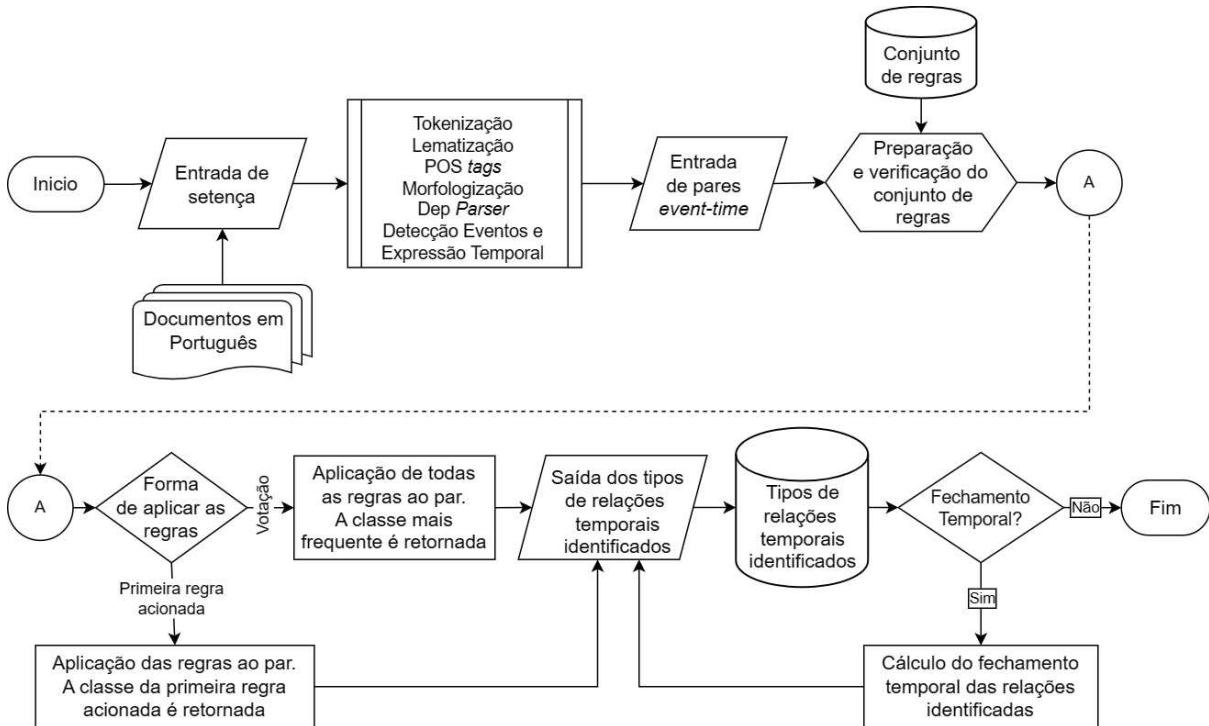 Conjunto
de regras
Inicio
Entrada de
setença
Tokenização
Lematização
POS tags
Morfologização
Dep Parser
Detecção Eventos e
Expressão Temporal
Entrada
de pares
event-time
Preparação
e verificação do
conjunto de
regras
A
Documentos em
Português
A
Forma
de aplicar as
regras
Votação
Aplicação de todas
as regras ao par.
A classe mais
frequente é retornada
Saída dos tipos
de relações
temporais
identificados
Tipos de
relações
temporais
identificados
Fechamento
Temporal?
Não
Fim
Primeira regra
acionada
Sim
Aplicação das regras ao par.
A classe da primeira regra
acionada é retornada
Cálculo do fechamento
temporal das relações
identificadas